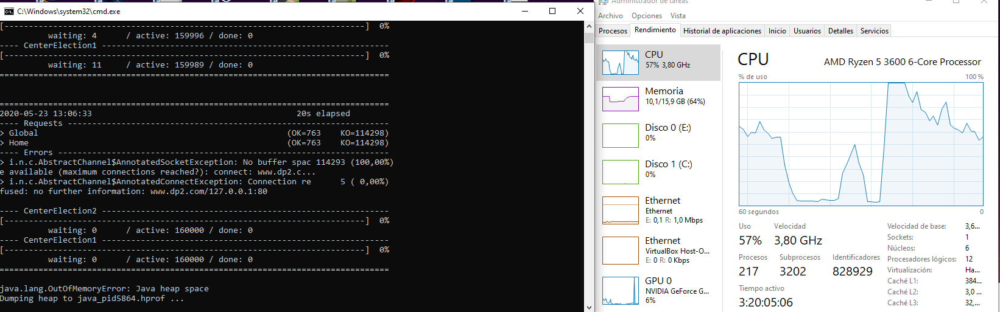 C:\Windows\system32\cmd.exe
[--------------------------------------------------------------------------]  0%
          waiting: 4      / active: 159996 / done: 0
---- CenterElection1 -----------------------------------------------------------
[--------------------------------------------------------------------------]  0%
          waiting: 11     / active: 159989 / done: 0
================================================================================
================================================================================
2020-05-23 13:06:33                                          20s elapsed
---- Requests ------------------------------------------------------------------
> Global                                                   (OK=763    KO=114298)
> Home                                                     (OK=763    KO=114298)
---- Errors --------------------------------------------------------------------
> i.n.c.AbstractChannel$AnnotatedSocketException: No buffer spac 114293 (100,00%)
e available (maximum connections reached?): connect: www.dp2.c...
> i.n.c.AbstractChannel$AnnotatedConnectException: Connection re      5 ( 0,00%)
fused: no further information: www.dp2.com/127.0.0.1:80
---- CenterElection2 -----------------------------------------------------------
[--------------------------------------------------------------------------]  0%
          waiting: 0      / active: 160000 / done: 0
---- CenterElection1 -----------------------------------------------------------
[--------------------------------------------------------------------------]  0%
          waiting: 0      / active: 160000 / done: 0
================================================================================
java.lang.OutOfMemoryError: Java heap space
Dumping heap to java_pid5864.hprof ...
Administrador de tareas
Archivo Opciones Vista
Procesos Rendimiento Historial de aplicaciones Inicio Usuarios Detalles Servicios
CPU
57% 3,80 GHz
Memoria
10,1/15,9 GB (64%)
Disco 0 (E:)
0%
Disco 1 (C:)
0%
Ethernet
Ethernet
E: 0,1 R: 1,0 Mbps
Ethernet
VirtualBox Host-O...
E: 0 R: 0 Kbps
GPU 0
NVIDIA GeForce G...
6%
CPU AMD Ryzen 5 3600 6-Core Processor
% de uso 100 %
60 segundos 0
Uso Velocidad
57% 3,80 GHz
Procesos Subprocesos Identificadores
217 3202 828929
Tiempo activo
3:20:05:06
Velocidad de base: 3,6...
Sockets: 1
Núcleos: 6
Procesadores lógicos: 12
Virtualización: Ha...
Caché L1: 384...
Caché L2: 3,0 ...
Caché L3: 32,...